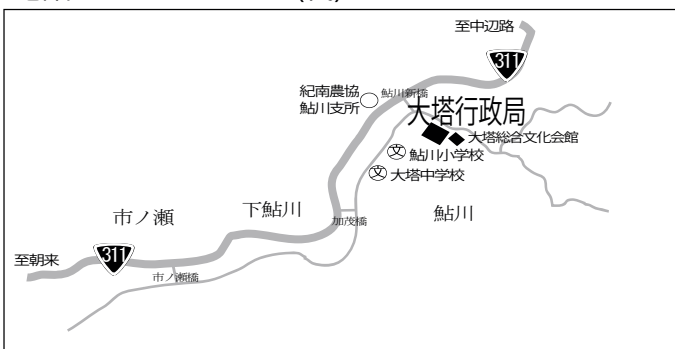 至中辺路
311
紀南農協
鮎川支所
鮎川新橋
大塔行政局
大塔総合文化会館
文 鮎川小学校
文 大塔中学校
市ノ瀬
下鮎川
加茂橋
鮎川
至朝来
311
市ノ瀬橋